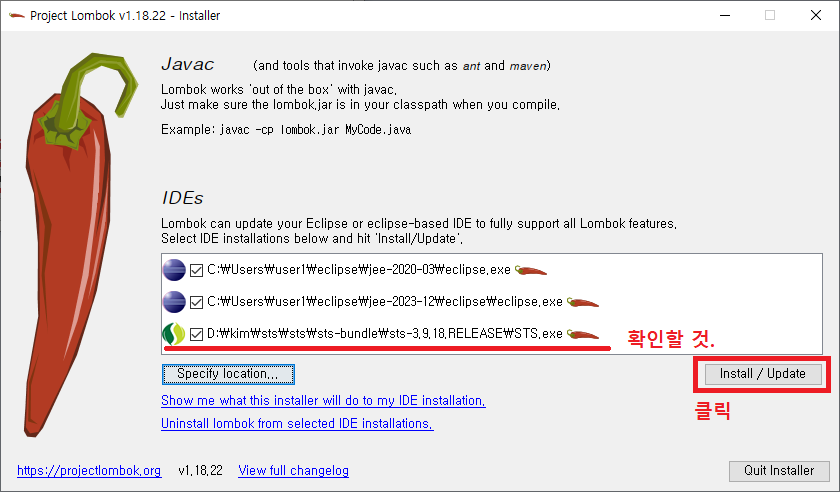 Project Lombok v1.18.22 - Installer
Javac (and tools that invoke javac such as ant and maven)
Lombok works 'out of the box' with javac.
Just make sure the lombok.jar is in your classpath when you compile.
Example: javac -cp lombok.jar MyCode.java
IDEs
Lombok can update your Eclipse or eclipse-based IDE to fully support all Lombok features.
Select IDE installations below and hit 'Install/Update'.
C:₩Users₩user1₩eclipse₩jee-2020-03₩eclipse.exe
C:₩Users₩user1₩eclipse₩jee-2023-12₩eclipse₩eclipse.exe
D:₩kim₩sts₩sts₩sts-bundle₩sts-3.9.18.RELEASE₩STS.exe
확인할 것.
Specify location...
Install / Update
Show me what this installer will do to my IDE installation.
클릭
Uninstall lombok from selected IDE installations.
https://projectlombok.org v1.18.22 View full changelog
Quit Installer